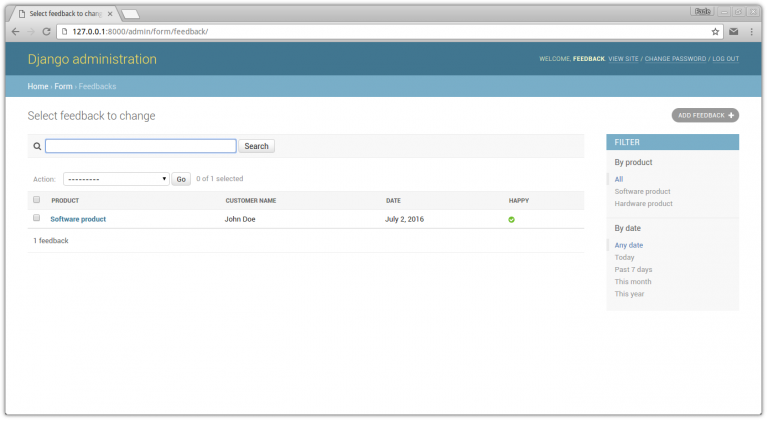 Select feedback to chang
127.0.0.1:8000/admin/form/feedback/
Django administration
WELCOME, FEEDBACK. VIEW SITE / CHANGE PASSWORD / LOG OUT
Home › Form › Feedbacks
Select feedback to change
ADD FEEDBACK +
Search
FILTER
By product
All
Software product
Hardware product
By date
Any date
Today
Past 7 days
This month
This year
Action: --------- Go 0 of 1 selected
PRODUCT CUSTOMER NAME DATE HAPPY
Software product John Doe July 2, 2016
1 feedback